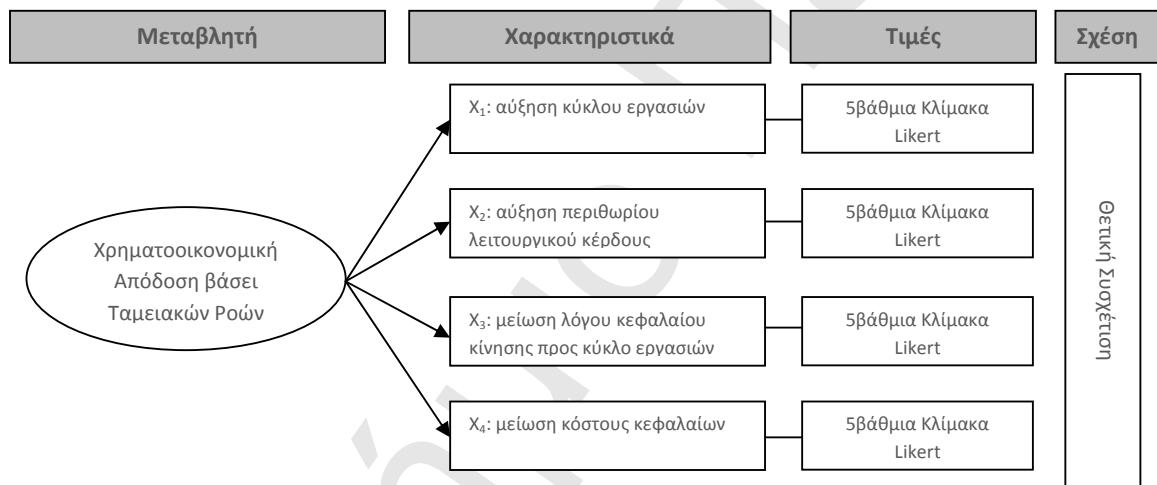 Μεταβλητή
Χαρακτηριστικά
Τιμές
Σχέση
Χρηματοοικονομική
Απόδοση βάσει
Ταμειακών Ροών
X₁: αύξηση κύκλου εργασιών
5βάθμια Κλίμακα
Likert
X₂: αύξηση περιθωρίου
λειτουργικού κέρδους
5βάθμια Κλίμακα
Likert
X₃: μείωση λόγου κεφαλαίου
κίνησης προς κύκλο εργασιών
5βάθμια Κλίμακα
Likert
X₄: μείωση κόστους κεφαλαίων
5βάθμια Κλίμακα
Likert
Θετική Συσχέτιση